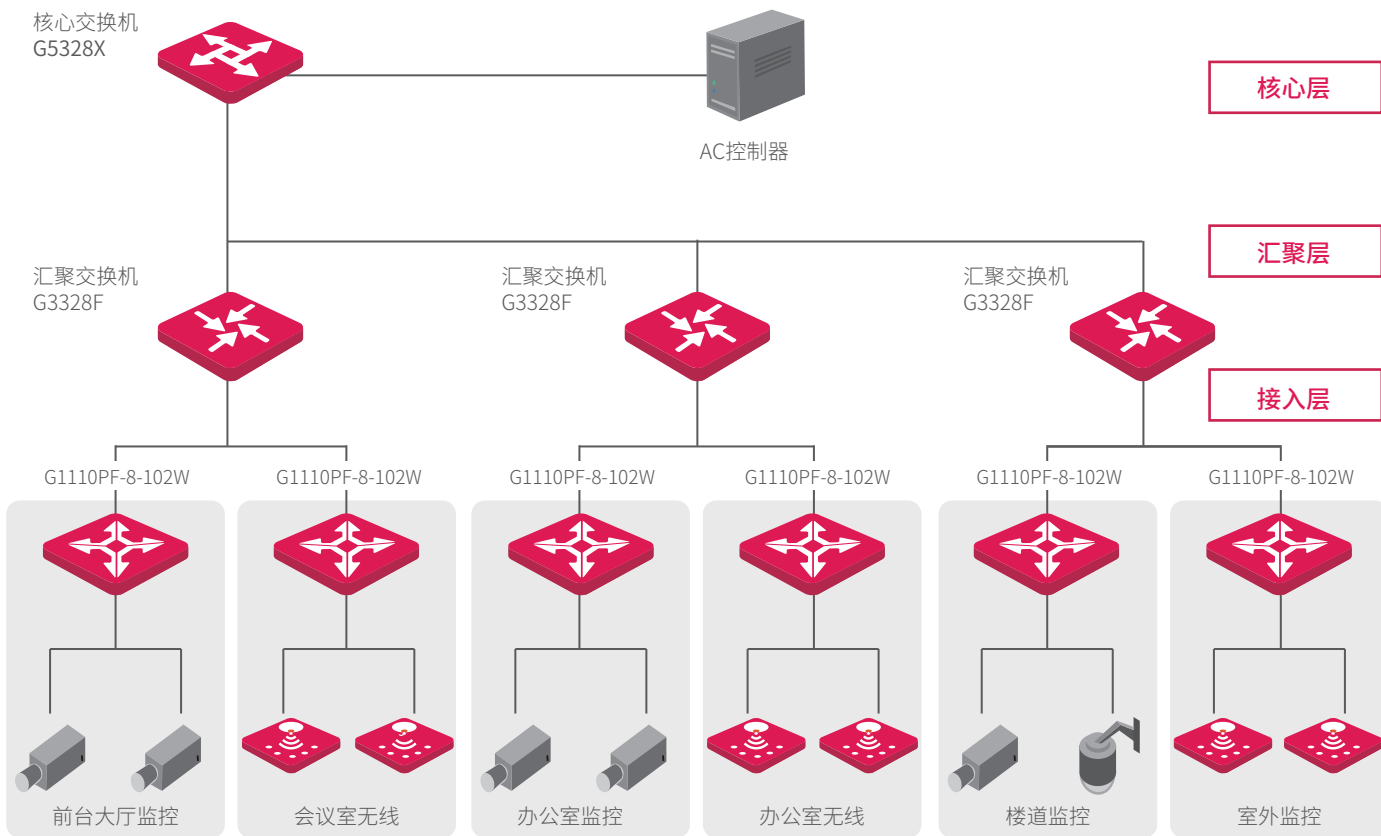 核心交换机
G5328X
AC控制器
核心层
汇聚层
汇聚交换机
G3328F
汇聚交换机
G3328F
汇聚交换机
G3328F
接入层
G1110PF-8-102W
G1110PF-8-102W
G1110PF-8-102W
G1110PF-8-102W
G1110PF-8-102W
G1110PF-8-102W
前台大厅监控
会议室无线
办公室监控
办公室无线
楼道监控
室外监控